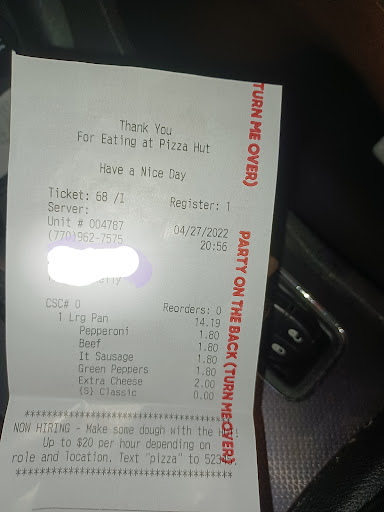 Thank You
For Eating at Pizza Hut
Have a Nice Day
Ticket: 68 /I Register: 1
Server:
Unit # 004787 04/27/2022
(770)962-7575 20:56
CSC# 0 Reorders: 0
1 Lrg Pan 14.19
Pepperoni 1.80
Beef 1.80
It Sausage 1.80
Green Peppers 1.80
Extra Cheese 2.00
{S} Classic 0.00
****************************************
NOW HIRING - Make some dough with the
Up to $20 per hour depending on
role and location. Text "pizza" to
****************************************
TURN ME OVER)
PARTY ON THE BACK (TURN ME OVER)